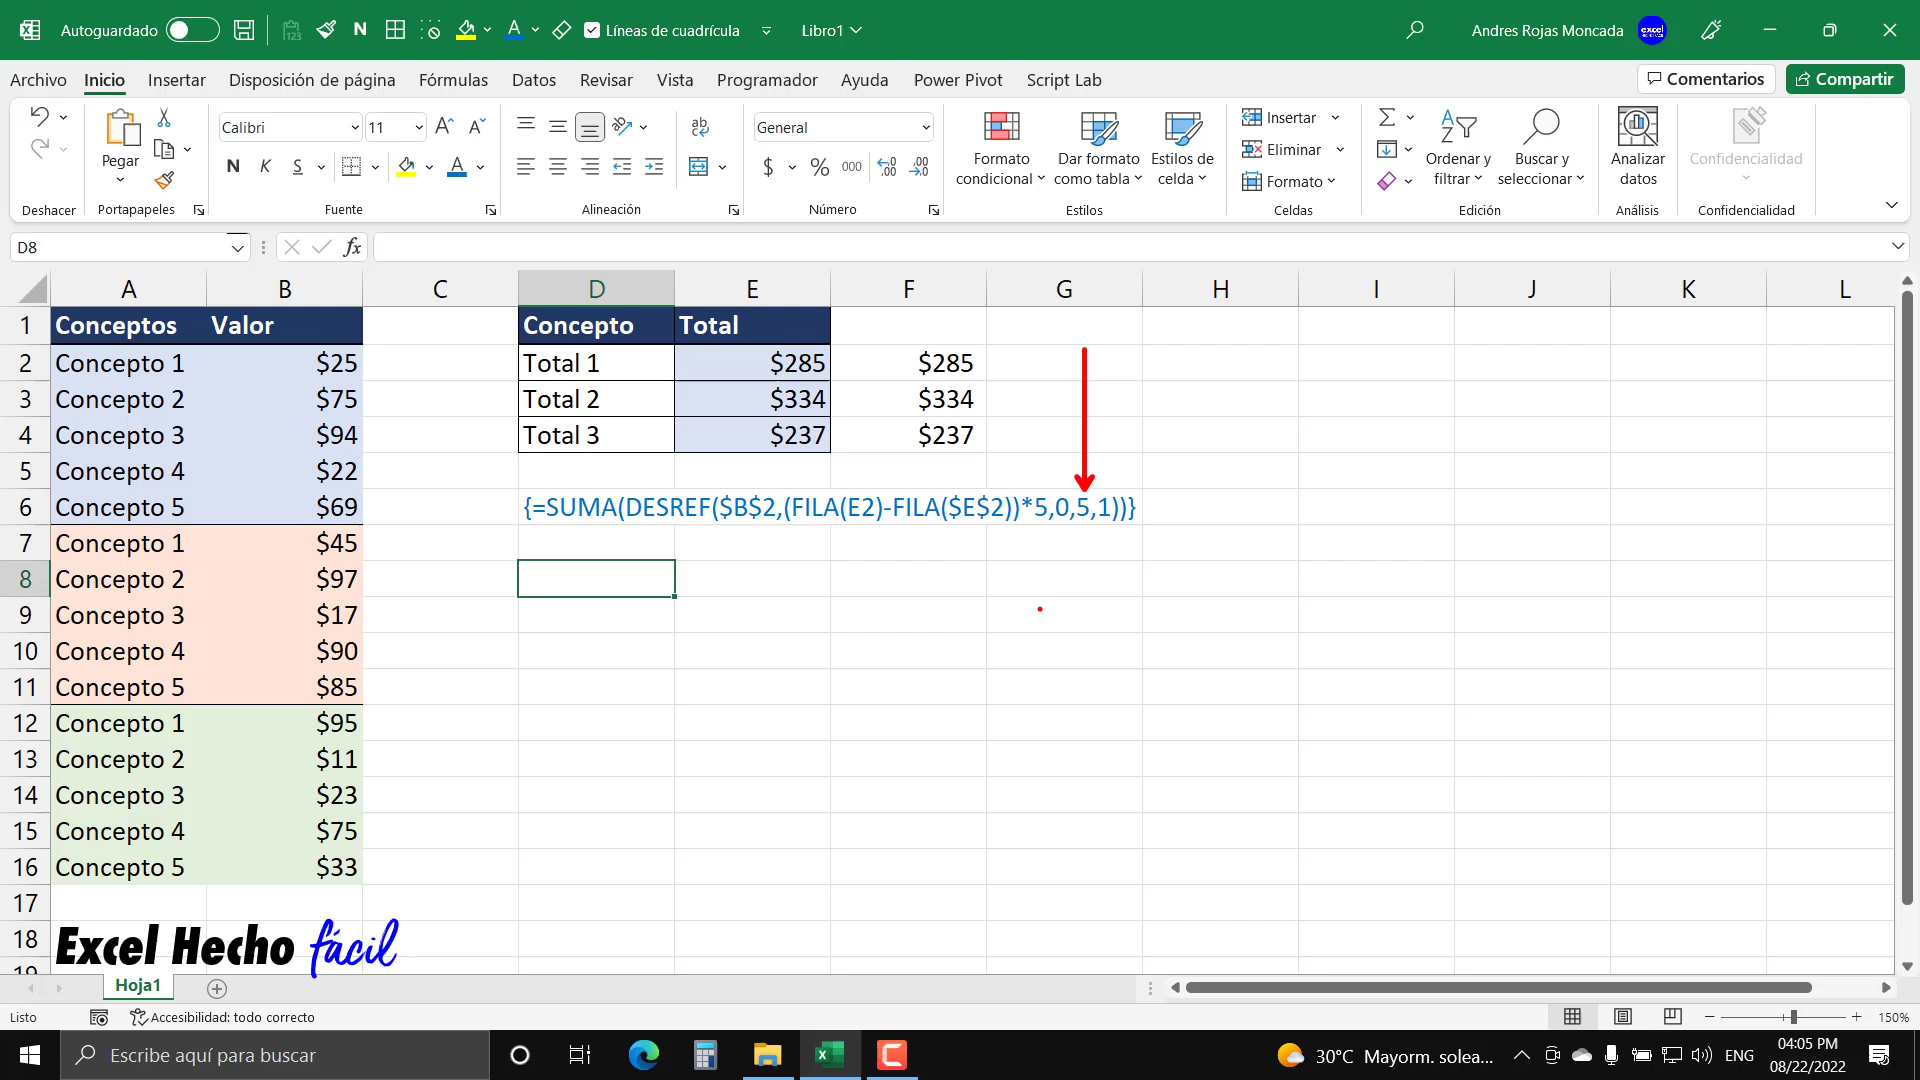 Autoguardado N A Líneas de cuadrícula Libro1 Andres Rojas Moncada
Archivo Inicio Insertar Disposición de página Fórmulas Datos Revisar Vista Programador Ayuda Power Pivot Script Lab Comentarios Compartir
Pegar
Deshacer
Portapapeles
Calibri 11 A A
N K S A
Fuente
ab
Alineación
General
$ % 000
Número
Formato condicional
Dar formato como tabla
Estilos de celda
Estilos
Insertar
Eliminar
Formato
Celdas
Ordenar y filtrar
Buscar y seleccionar
Edición
Analizar datos
Análisis
Confidencialidad
Confidencialidad
D8 fx
A B C D E F G H I J K L
1 Conceptos Valor Concepto Total
2 Concepto 1 $25 Total 1 $285 $285
3 Concepto 2 $75 Total 2 $334 $334
4 Concepto 3 $94 Total 3 $237 $237
5 Concepto 4 $22
6 Concepto 5 $69 {=SUMA(DESREF($B$2,(FILA(E2)-FILA($E$2))*5,0,5,1))}
7 Concepto 1 $45
8 Concepto 2 $97
9 Concepto 3 $17
10 Concepto 4 $90
11 Concepto 5 $85
12 Concepto 1 $95
13 Concepto 2 $11
14 Concepto 3 $23
15 Concepto 4 $75
16 Concepto 5 $33
17
18 Excel Hecho fácil
19
Hoja1
Listo Accesibilidad: todo correcto 150%
Escribe aquí para buscar 30°C Mayorm. solea... ENG 04:05 PM
08/22/2022